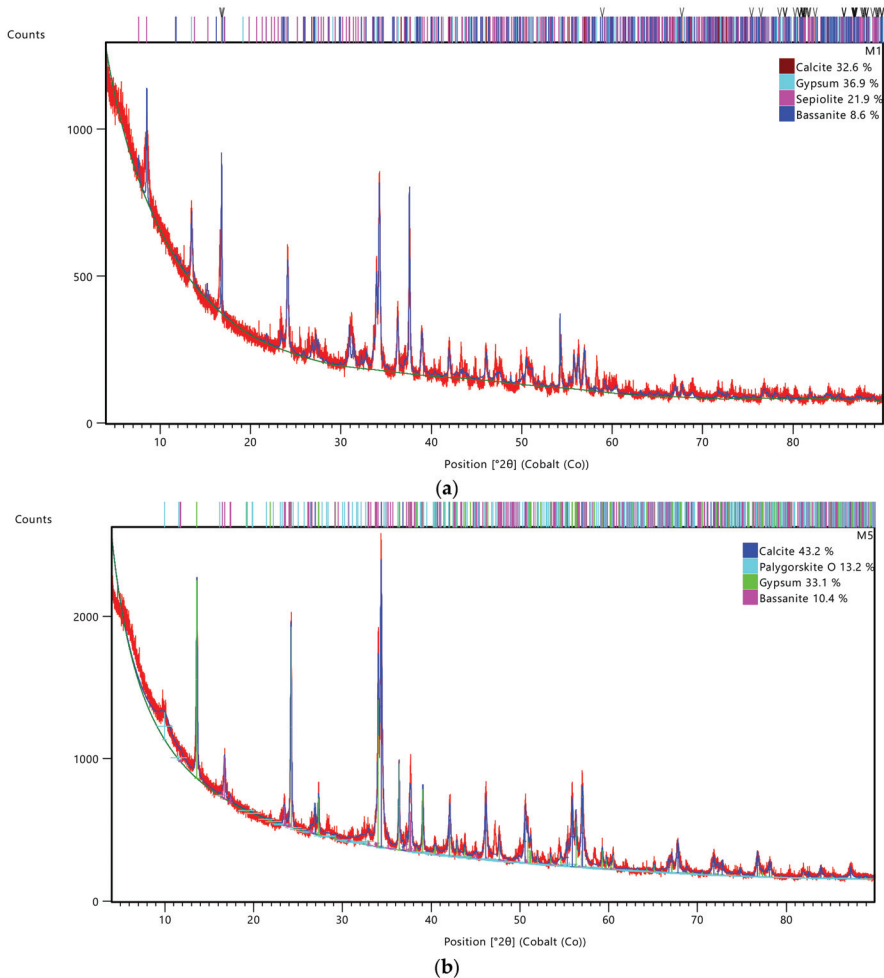 Counts
M1
Calcite 32.6 %
Gypsum 36.9 %
Sepiolite 21.9 %
Bassanite 8.6 %
1000
500
0
10 20 30 40 50 60 70 80
Position [°2θ] (Cobalt (Co))
(a)
Counts
M5
Calcite 43.2 %
Palygorskite O 13.2 %
Gypsum 33.1 %
Bassanite 10.4 %
2000
1000
0
10 20 30 40 50 60 70 80
Position [°2θ] (Cobalt (Co))
(b)